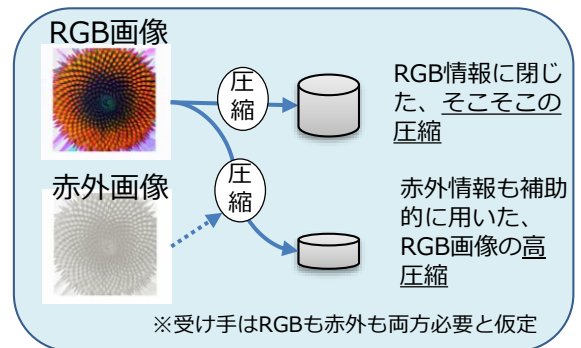 RGB画像
圧
縮
RGB情報に閉じ
た、そこそこの
圧縮
赤外画像
圧
縮
赤外情報も補助
的に用いた、
RGB画像の高
圧縮
※受け手はRGBも赤外も両方必要と仮定